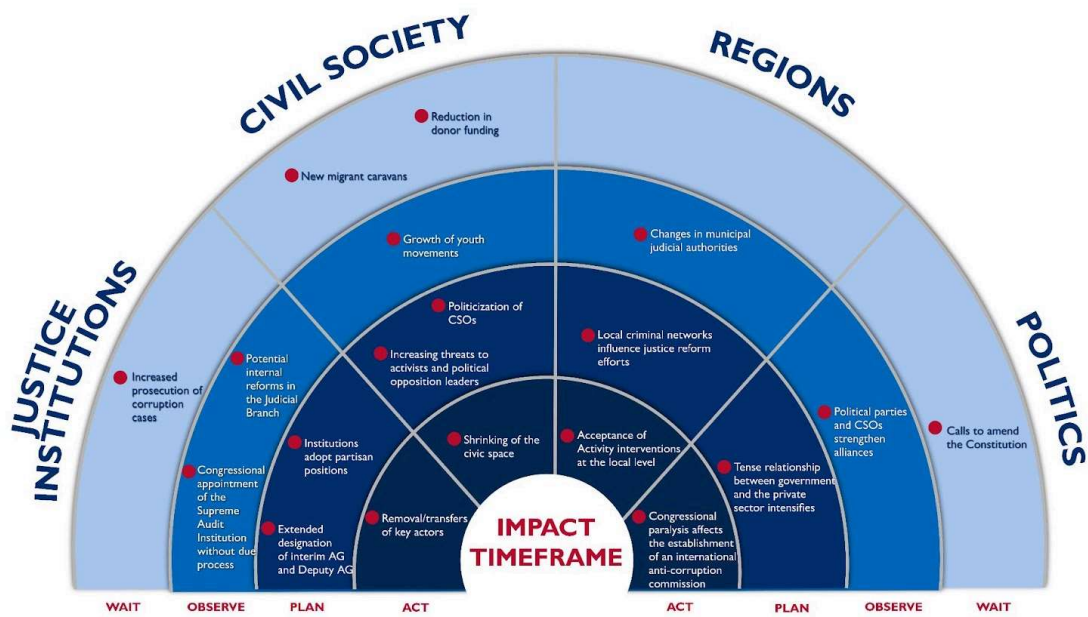 CIVIL SOCIETY
REGIONS
JUSTICE
INSTITUTIONS
POLITICS
Reduction in
donor funding
New migrant caravans
Growth of youth
movements
Changes in municipal
judicial authorities
Politicization of
CSOs
Increasing threats to
activists and political
opposition leaders
Local criminal networks
influence justice reform
efforts
Increased
prosecution of
corruption
cases
Potential
internal
reforms in
the Judicial
Branch
Political parties
and CSOs
strengthen
alliances
Calls to amend
the Constitution
Institutions
adopt partisan
positions
Shrinking of the
civic space
Acceptance of
Activity interventions
at the local level
Congressional
appointment
of the
Supreme
Audit
Institution
without due
process
Tense relationship
between government
and the private
sector intensifies
Extended
designation
of interim AG
and Deputy AG
Removal/transfers
of key actors
Congressional
paralysis affects
the establishment
of an international
anti-corruption
commission
IMPACT
TIMEFRAME
WAIT OBSERVE PLAN ACT ACT PLAN OBSERVE WAIT